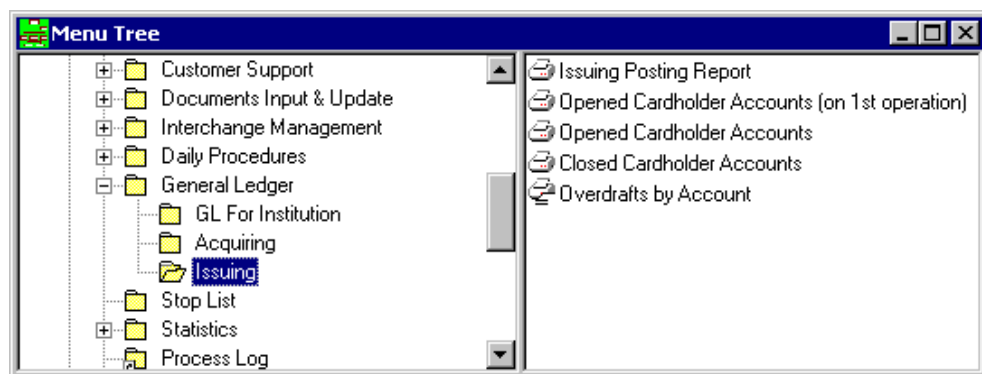 Menu Tree
Customer Support
Documents Input & Update
Interchange Management
Daily Procedures
General Ledger
GL For Institution
Acquiring
Issuing
Stop List
Statistics
Process Log
Issuing Posting Report
Opened Cardholder Accounts (on 1st operation)
Opened Cardholder Accounts
Closed Cardholder Accounts
Overdrafts by Account